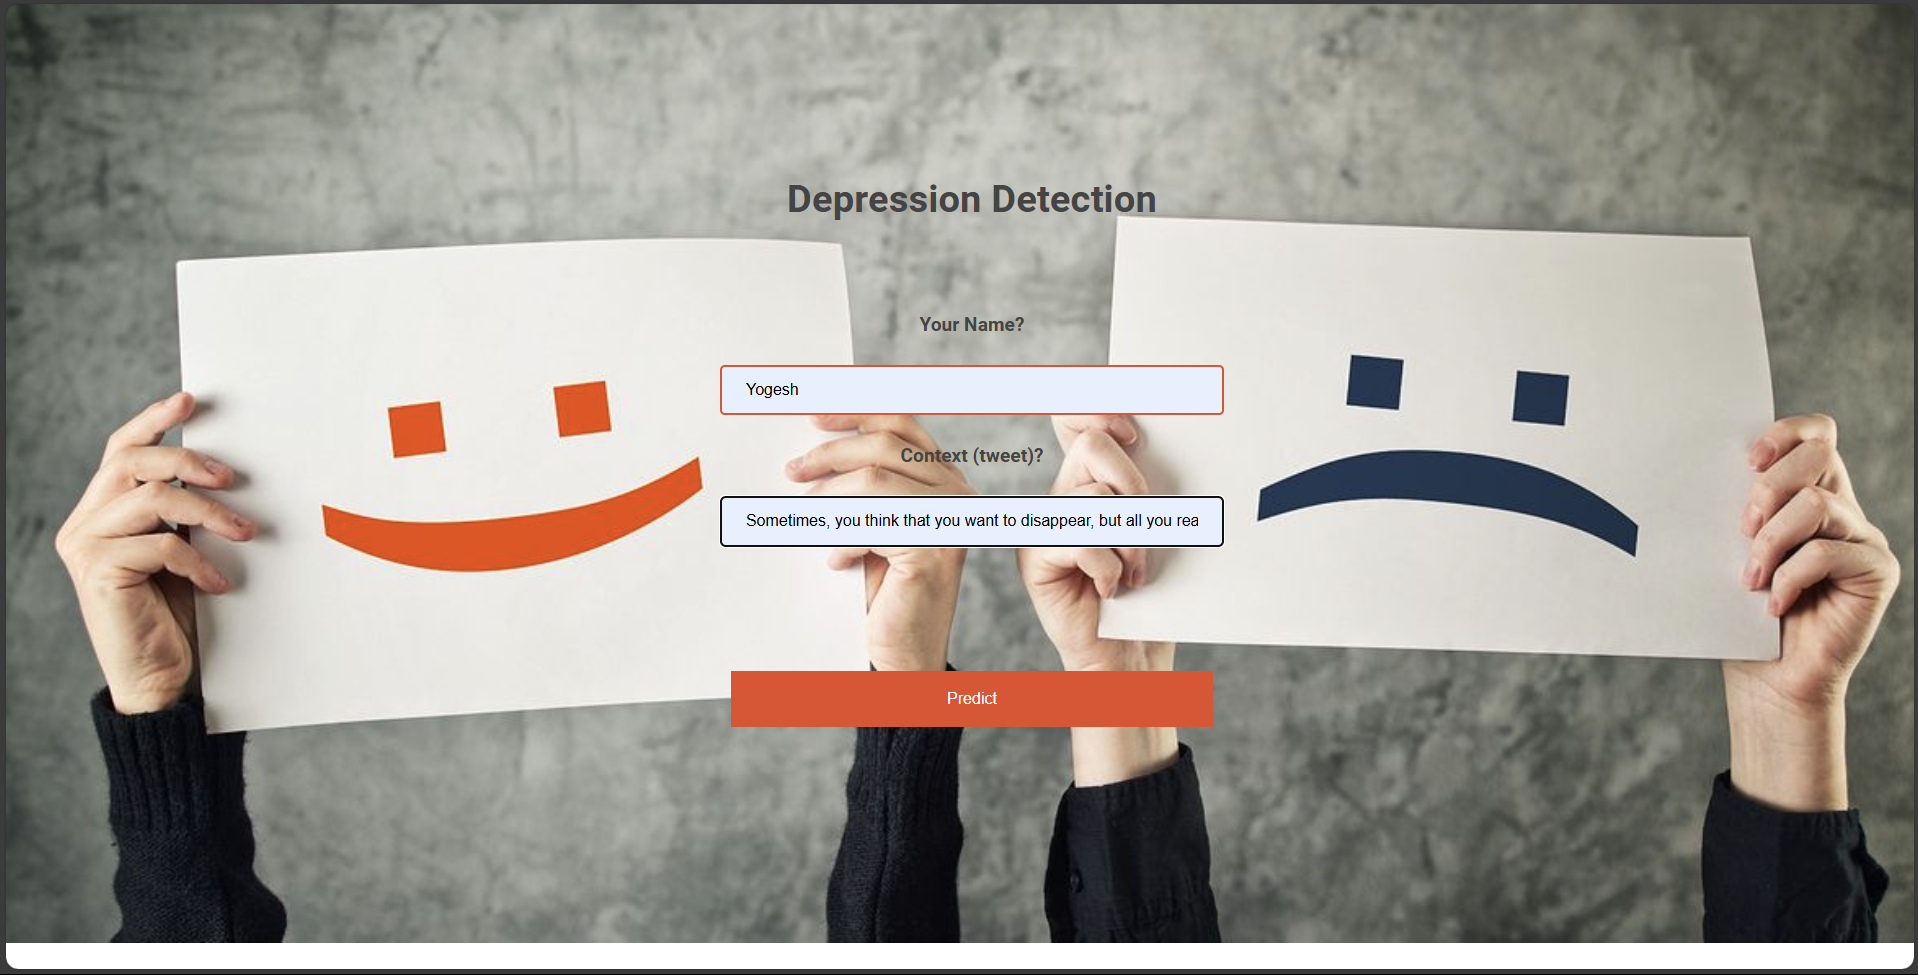 Depression Detection
Your Name?
Yogesh
Context (tweet)?
Sometimes, you think that you want to disappear, but all you rea
Predict